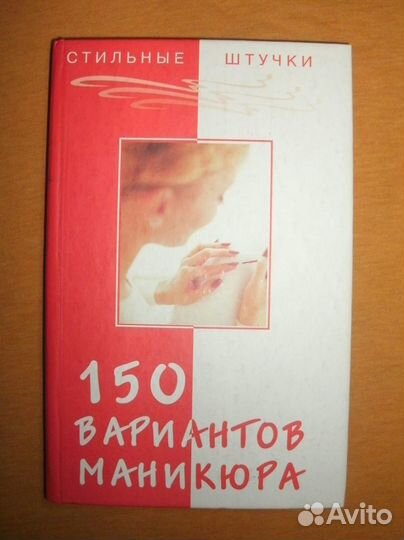 СТИЛЬНЫЕ ШТУЧКИ
150
ВАРИАНТОВ
МАНИКЮРА
Avito